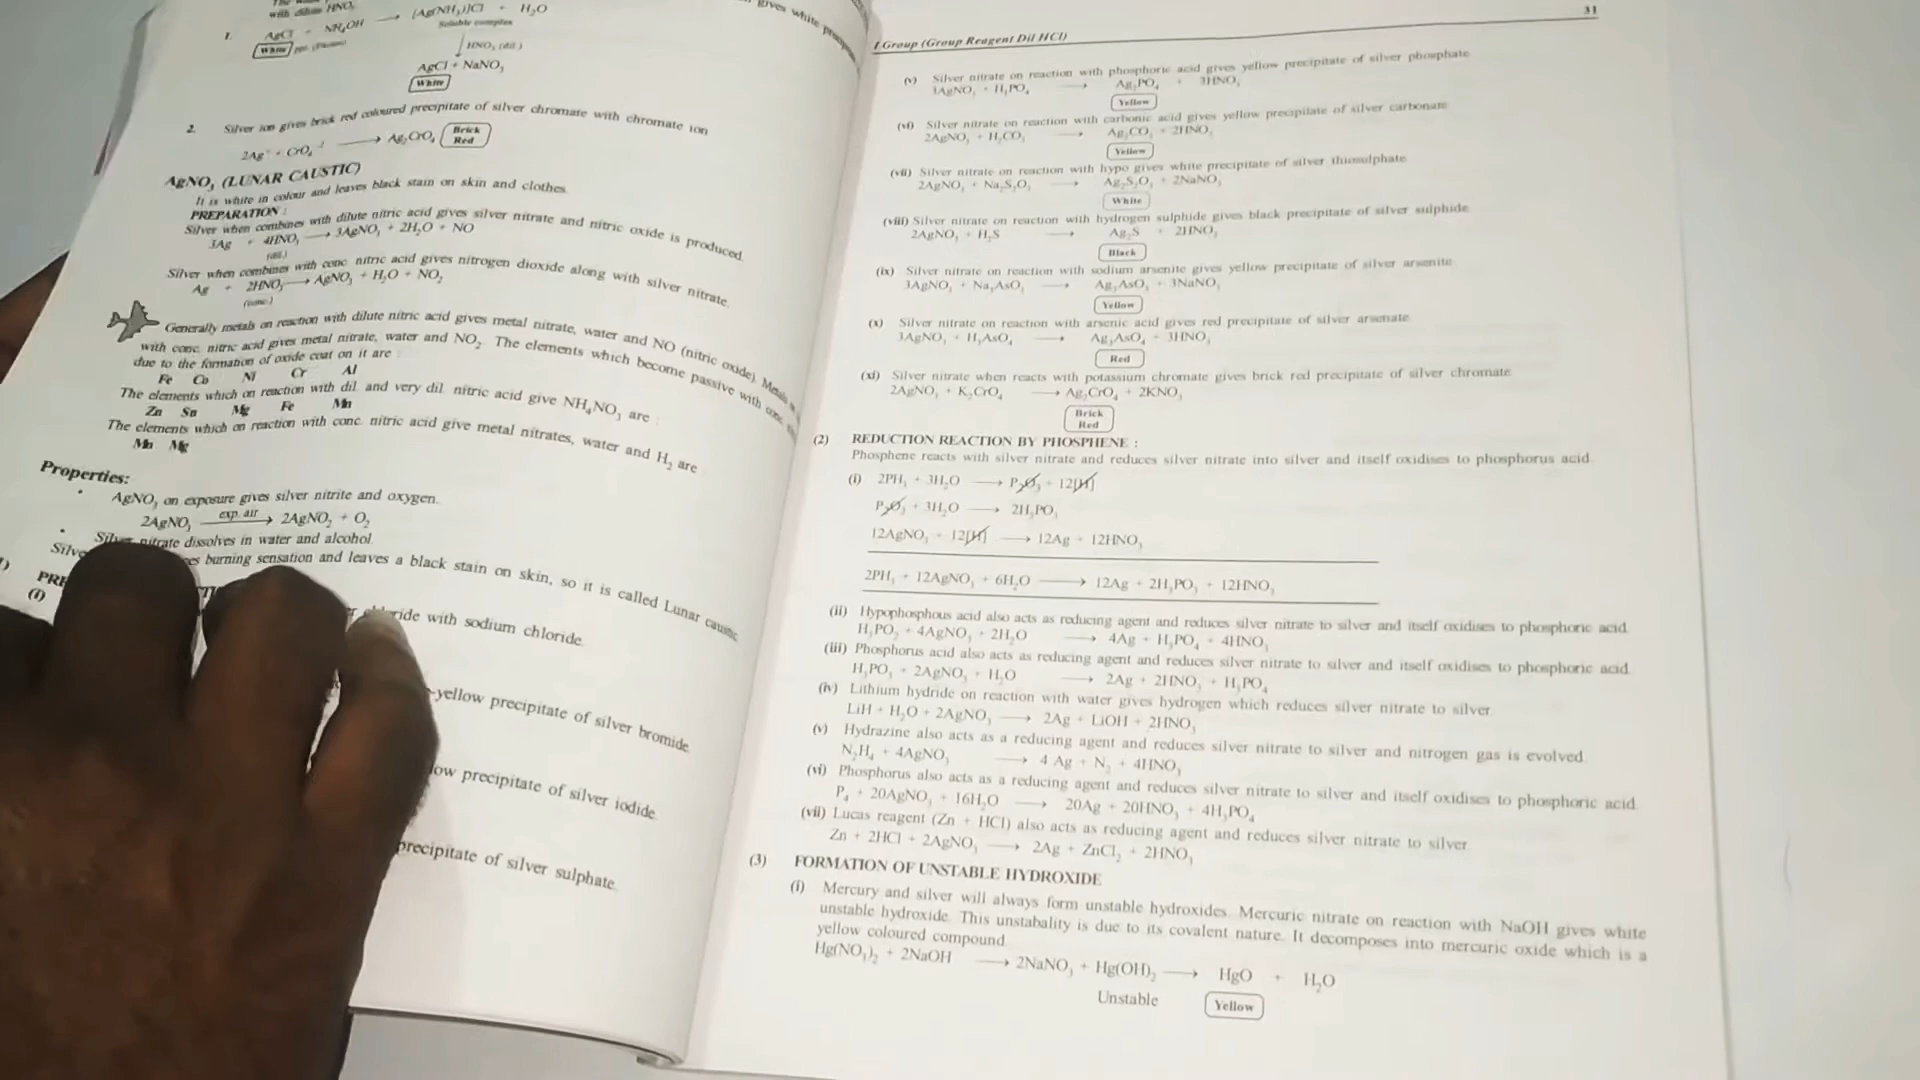 with dilute HNO₃
1. AgCl + NH₄OH ⟶ [Ag(NH₃)₂]Cl + H₂O
White ppt. Soluble complex
HNO₃ (dil.)
AgCl + NaNO₃
White
gives white precipitate
2. Silver ion gives brick red coloured precipitate of silver chromate with chromate ion
2Ag⁺ + CrO₄⁻² ⟶ Ag₂CrO₄ Brick Red
AgNO₃ (LUNAR CAUSTIC)
It is white in colour and leaves black stain on skin and clothes.
PREPARATION :
Silver when combines with dilute nitric acid gives silver nitrate and nitric oxide is produced.
3Ag + 4HNO₃ ⟶ 3AgNO₃ + 2H₂O + NO
(dil.)
Silver when combines with conc. nitric acid gives nitrogen dioxide along with silver nitrate.
Ag + 2HNO₃ ⟶ AgNO₃ + H₂O + NO₂
(conc.)
Generally metals on reaction with dilute nitric acid gives metal nitrate, water and NO (nitric oxide). Metals
with conc. nitric acid gives metal nitrate, water and NO₂. The elements which become passive with conc.
due to the formation of oxide coat on it are
Fe Co Ni Cr Al
The elements which on reaction with dil. and very dil. nitric acid give NH₄NO₃ are :
Zn Sn Mg Fe Mn
The elements which on reaction with conc. nitric acid give metal nitrates, water and H₂ are
Mn Mg
Properties:
• AgNO₃ on exposure gives silver nitrite and oxygen.
2AgNO₃ exp. air ⟶ 2AgNO₂ + O₂
• Silver nitrate dissolves in water and alcohol.
burning sensation and leaves a black stain on skin, so it is called Lunar caustic
(i) chloride with sodium chloride.
yellow precipitate of silver bromide.
precipitate of silver iodide.
precipitate of silver sulphate.
31
I Group (Group Reagent Dil HCl)
(v) Silver nitrate on reaction with phosphoric acid gives yellow precipitate of silver phosphate.
3AgNO₃ + H₃PO₄ ⟶ Ag₃PO₄ + 3HNO₃
Yellow
(vi) Silver nitrate on reaction with carbonic acid gives yellow precipitate of silver carbonate.
2AgNO₃ + H₂CO₃ ⟶ Ag₂CO₃ + 2HNO₃
Yellow
(vii) Silver nitrate on reaction with hypo gives white precipitate of silver thiosulphate.
2AgNO₃ + Na₂S₂O₃ ⟶ Ag₂S₂O₃ + 2NaNO₃
White
(viii) Silver nitrate on reaction with hydrogen sulphide gives black precipitate of silver sulphide.
2AgNO₃ + H₂S ⟶ Ag₂S + 2HNO₃
Black
(ix) Silver nitrate on reaction with sodium arsenite gives yellow precipitate of silver arsenite.
3AgNO₃ + Na₃AsO₃ ⟶ Ag₃AsO₃ + 3NaNO₃
Yellow
(x) Silver nitrate on reaction with arsenic acid gives red precipitate of silver arsenate.
3AgNO₃ + H₃AsO₄ ⟶ Ag₃AsO₄ + 3HNO₃
Red
(xi) Silver nitrate when reacts with potassium chromate gives brick red precipitate of silver chromate.
2AgNO₃ + K₂CrO₄ ⟶ Ag₂CrO₄ + 2KNO₃
Brick Red
(2) REDUCTION REACTION BY PHOSPHENE :
Phosphene reacts with silver nitrate and reduces silver nitrate into silver and itself oxidises to phosphorus acid.
(i) 2PH₃ + 3H₂O ⟶ P₂O₃ + 12[H]
P₂O₃ + 3H₂O ⟶ 2H₃PO₃
12AgNO₃ + 12[H] ⟶ 12Ag + 12HNO₃
2PH₃ + 12AgNO₃ + 6H₂O ⟶ 12Ag + 2H₃PO₃ + 12HNO₃
(ii) Hypophosphous acid also acts as reducing agent and reduces silver nitrate to silver and itself oxidises to phosphoric acid.
H₃PO₂ + 4AgNO₃ + 2H₂O ⟶ 4Ag + H₃PO₄ + 4HNO₃
(iii) Phosphorus acid also acts as reducing agent and reduces silver nitrate to silver and itself oxidises to phosphoric acid.
H₃PO₃ + 2AgNO₃ + H₂O ⟶ 2Ag + 2HNO₃ + H₃PO₄
(iv) Lithium hydride on reaction with water gives hydrogen which reduces silver nitrate to silver.
LiH + H₂O + 2AgNO₃ ⟶ 2Ag + LiOH + 2HNO₃
(v) Hydrazine also acts as a reducing agent and reduces silver nitrate to silver and nitrogen gas is evolved.
N₂H₄ + 4AgNO₃ ⟶ 4 Ag + N₂ + 4HNO₃
(vi) Phosphorus also acts as a reducing agent and reduces silver nitrate to silver and itself oxidises to phosphoric acid.
P₄ + 20AgNO₃ + 16H₂O ⟶ 20Ag + 20HNO₃ + 4H₃PO₄
(vii) Lucas reagent (Zn + HCl) also acts as reducing agent and reduces silver nitrate to silver.
Zn + 2HCl + 2AgNO₃ ⟶ 2Ag + ZnCl₂ + 2HNO₃
(3) FORMATION OF UNSTABLE HYDROXIDE
(i) Mercury and silver will always form unstable hydroxides. Mercuric nitrate on reaction with NaOH gives white
unstable hydroxide. This unstabality is due to its covalent nature. It decomposes into mercuric oxide which is a
yellow coloured compound.
Hg(NO₃)₂ + 2NaOH ⟶ 2NaNO₃ + Hg(OH)₂ ⟶ HgO + H₂O
Unstable Yellow